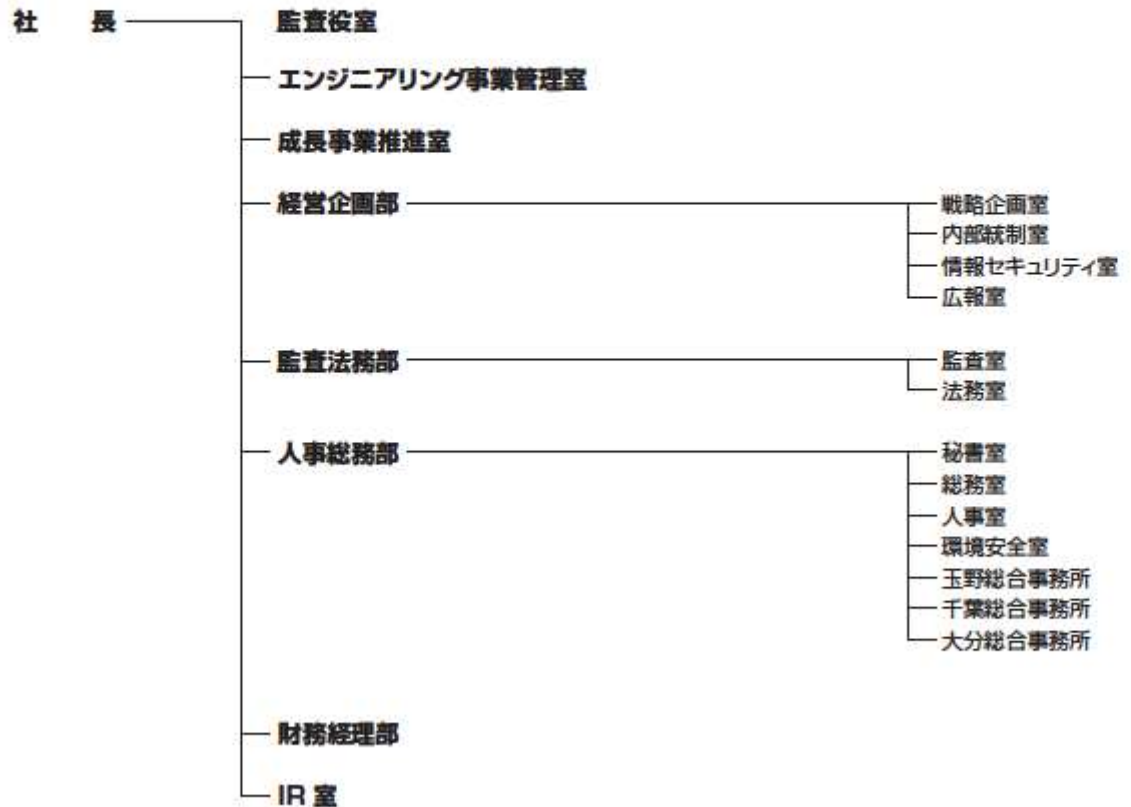 社　長　監査役室
エンジニアリング事業管理室
成長事業推進室
経営企画部　戦略企画室
内部統制室
情報セキュリティ室
広報室
監査法務部　監査室
法務室
人事総務部　秘書室
総務室
人事室
環境安全室
玉野総合事務所
千葉総合事務所
大分総合事務所
財務経理部
IR 室